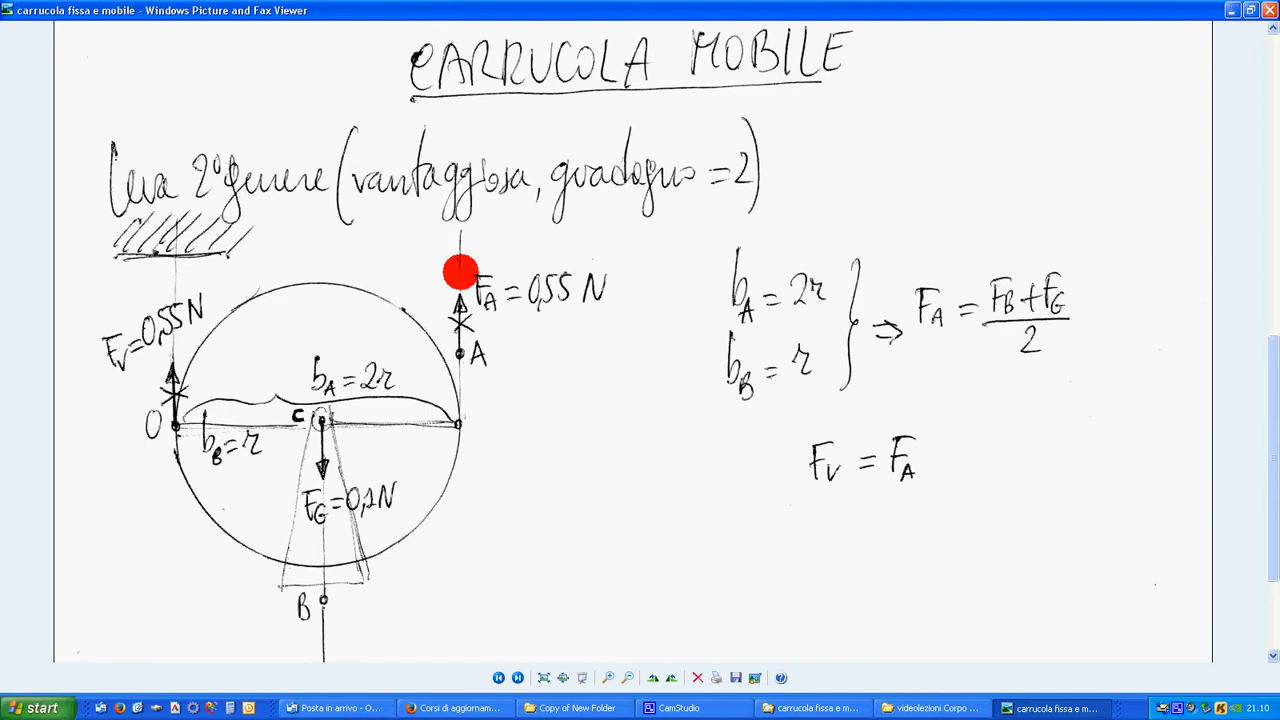 carrucola fissa e mobile - Windows Picture and Fax Viewer
CARRUCOLA MOBILE
Leva 2° genere (vantaggiosa, guadagno = 2)
F_V = 0,55 N
F_A = 0,55 N
A
b_A = 2r
O
C
b_B = r
F_G = 0,1 N
B
b_A = 2r
b_B = r
} ⇒ F_A = (F_B + F_G) / 2
F_V = F_A
start
Posta in arrivo - O...
Corsi di aggiornam...
Copy of New Folder
CamStudio
carrucola fissa e m...
videolezioni Corpo ...
carrucola fissa e m...
21.10